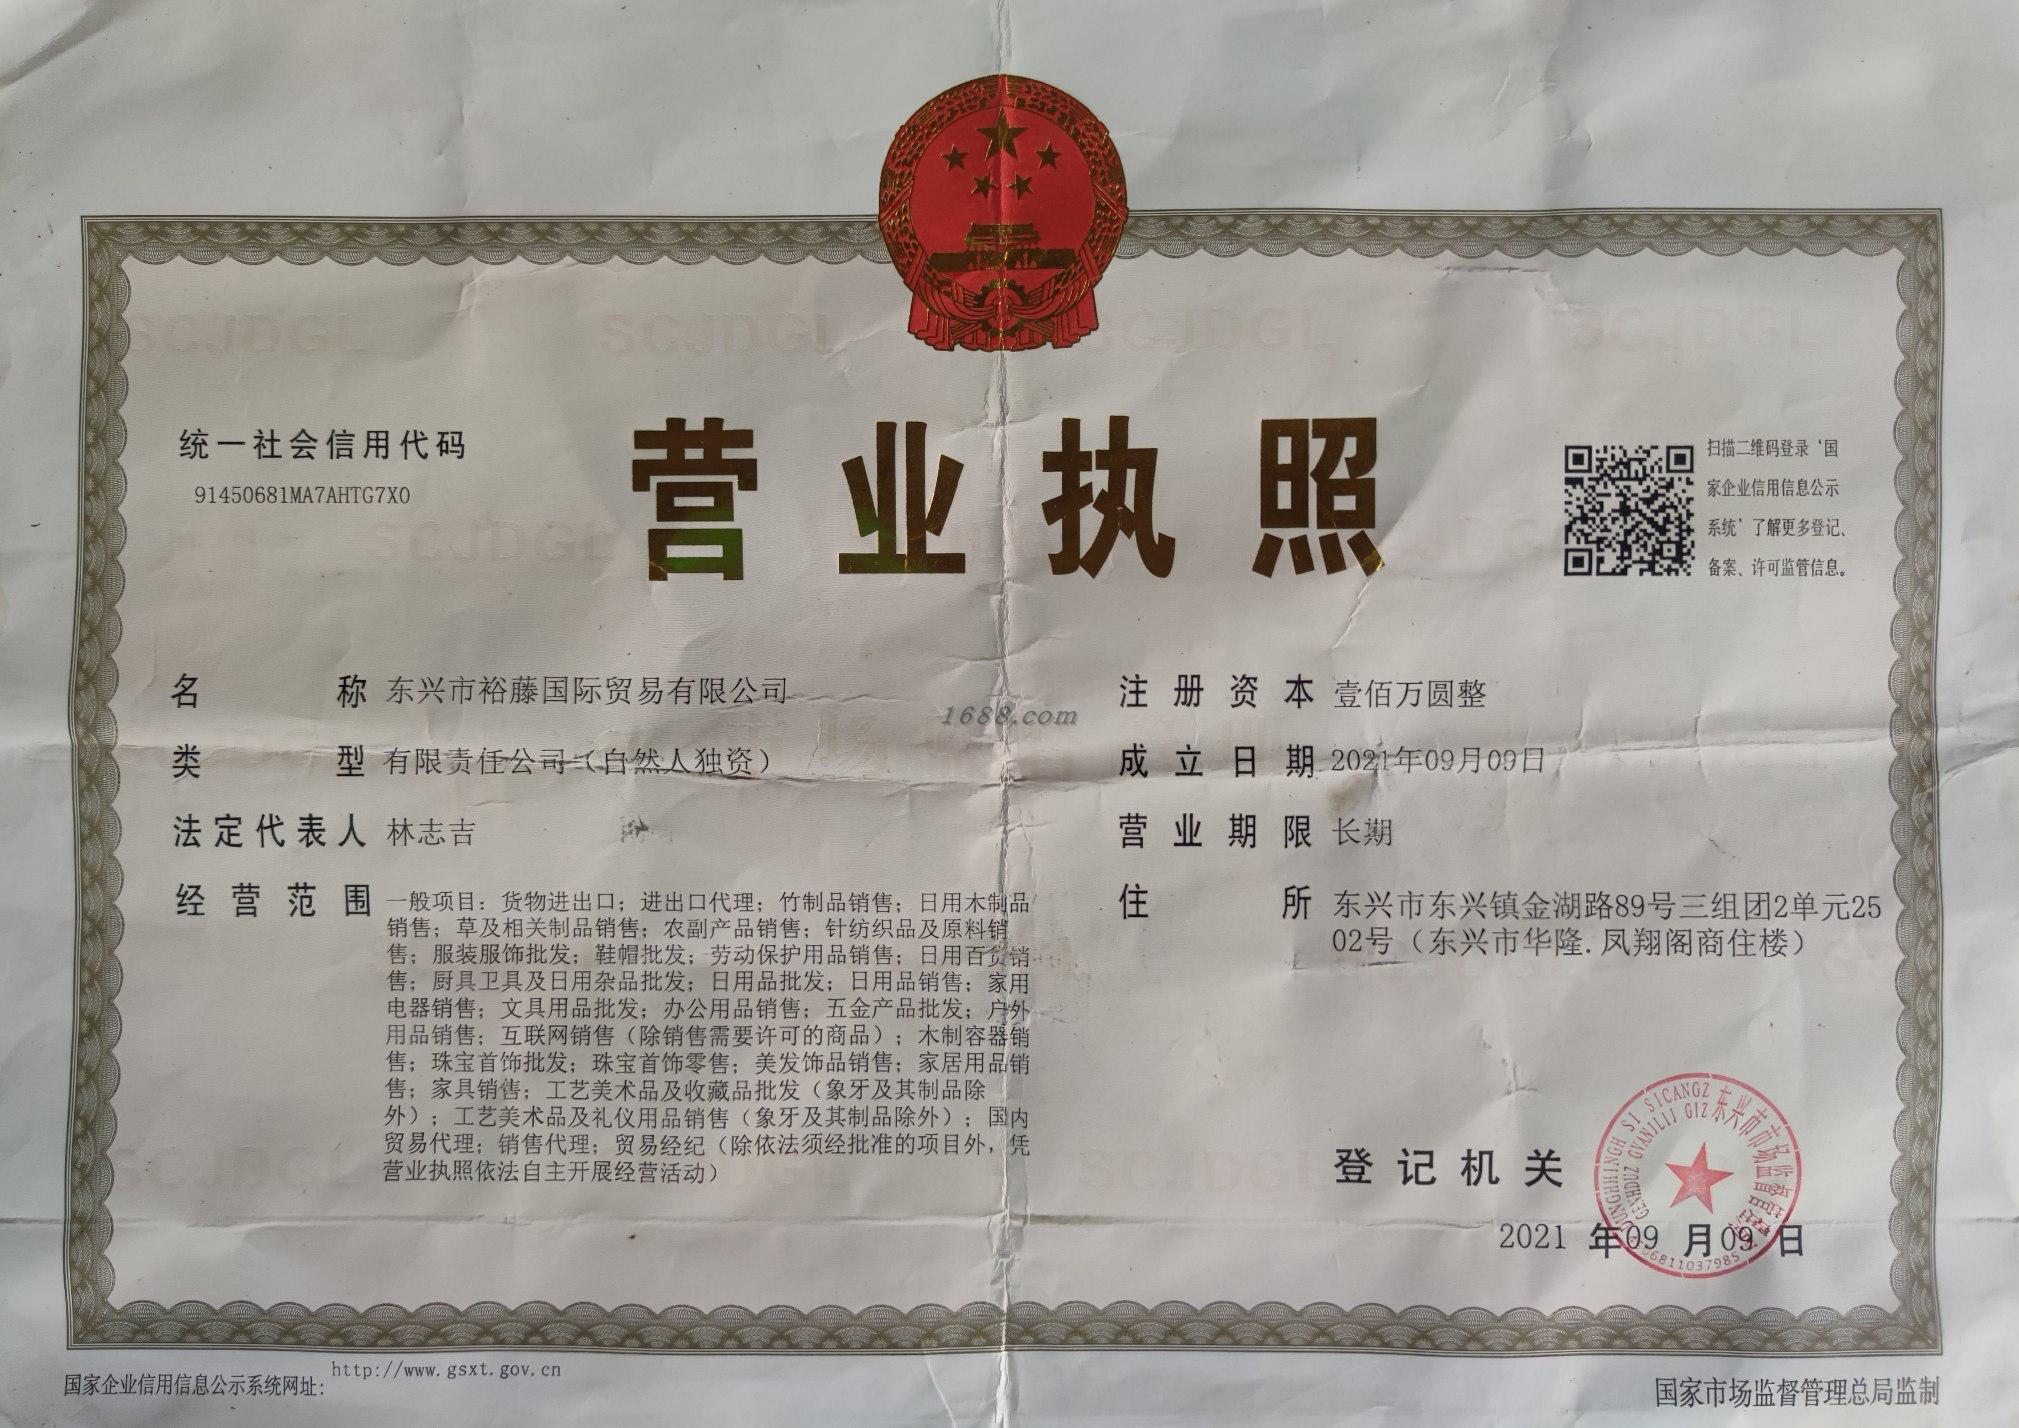 统一社会信用代码
91450681MA7AHTG7X0
营业执照
扫描二维码登录‘国
家企业信用信息公示
系统’了解更多登记、
备案、许可监管信息。
名称 东兴市裕藤国际贸易有限公司
类型 有限责任公司（自然人独资）
法定代表人 林志吉
经营范围 一般项目：货物进出口；进出口代理；竹制品销售；日用木制品
销售；草及相关制品销售；农副产品销售；针纺织品及原料销
售；服装服饰批发；鞋帽批发；劳动保护用品销售；日用百货销
售；厨具卫具及日用杂品批发；日用品批发；日用品销售；家用
电器销售；文具用品批发；办公用品销售；五金产品批发；户外
用品销售；互联网销售（除销售需要许可的商品）；木制容器销
售；珠宝首饰批发；珠宝首饰零售；美发饰品销售；家居用品销
售；家具销售；工艺美术品及收藏品批发（象牙及其制品除
外）；工艺美术品及礼仪用品销售（象牙及其制品除外）；国内
贸易代理；销售代理；贸易经纪（除依法须经批准的项目外，凭
营业执照依法自主开展经营活动）
注册资本 壹佰万圆整
成立日期 2021年09月09日
营业期限 长期
住所 东兴市东兴镇金湖路89号三组团2单元25
02号（东兴市华隆.凤翔阁商住楼）
1688.com
登记机关
东兴市市场监督管理局
2021 年09 月09 日
国家企业信用信息公示系统网址：http://www.gsxt.gov.cn
国家市场监督管理总局监制
SCJDGL